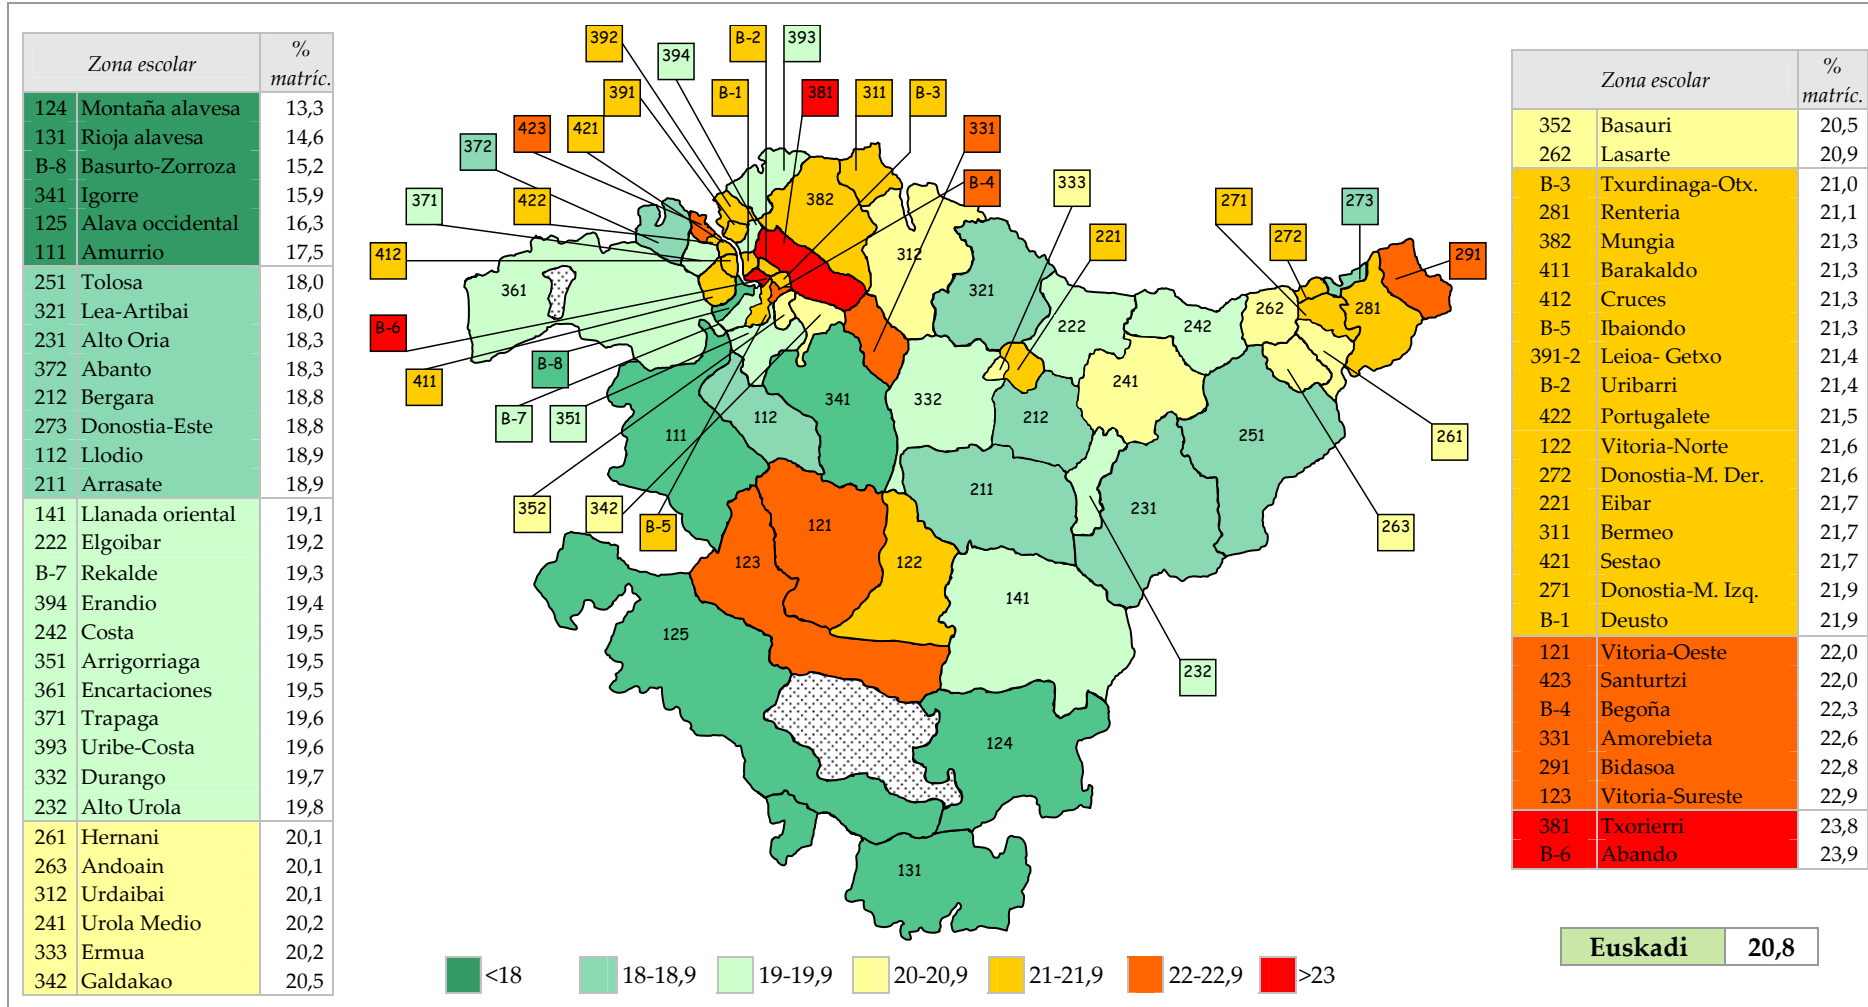 Zona escolar % matríc.
124 Montaña alavesa 13,3
131 Rioja alavesa 14,6
B-8 Basurto-Zorroza 15,2
341 Igorre 15,9
125 Alava occidental 16,3
111 Amurrio 17,5
251 Tolosa 18,0
321 Lea-Artibai 18,0
231 Alto Oria 18,3
372 Abanto 18,3
212 Bergara 18,8
273 Donostia-Este 18,8
112 Llodio 18,9
211 Arrasate 18,9
141 Llanada oriental 19,1
222 Elgoibar 19,2
B-7 Rekalde 19,3
394 Erandio 19,4
242 Costa 19,5
351 Arrigorriaga 19,5
361 Encartaciones 19,5
371 Trapaga 19,6
393 Uribe-Costa 19,6
332 Durango 19,7
232 Alto Urola 19,8
261 Hernani 20,1
263 Andoain 20,1
312 Urdaibai 20,1
241 Urola Medio 20,2
333 Ermua 20,2
342 Galdakao 20,5
392
394
B-2
393
391
B-1
381
311
B-3
423
421
331
372
B-4
333
371
422
382
271
273
221
272
412
312
291
361
321
262
281
222
242
B-6
B-8
411
241
341
332
B-7
351
112
212
111
251
261
211
352
342
B-5
121
231
263
123
122
141
125
232
124
131
<18
18-18,9
19-19,9
20-20,9
21-21,9
22-22,9
>23
Zona escolar % matríc.
352 Basauri 20,5
262 Lasarte 20,9
B-3 Txurdinaga-Otx. 21,0
281 Renteria 21,1
382 Mungia 21,3
411 Barakaldo 21,3
412 Cruces 21,3
B-5 Ibaiondo 21,3
391-2 Leioa- Getxo 21,4
B-2 Uribarri 21,4
422 Portugalete 21,5
122 Vitoria-Norte 21,6
272 Donostia-M. Der. 21,6
221 Eibar 21,7
311 Bermeo 21,7
421 Sestao 21,7
271 Donostia-M. Izq. 21,9
B-1 Deusto 21,9
121 Vitoria-Oeste 22,0
423 Santurtzi 22,0
B-4 Begoña 22,3
331 Amorebieta 22,6
291 Bidasoa 22,8
123 Vitoria-Sureste 22,9
381 Txorierri 23,8
B-6 Abando 23,9
Euskadi 20,8